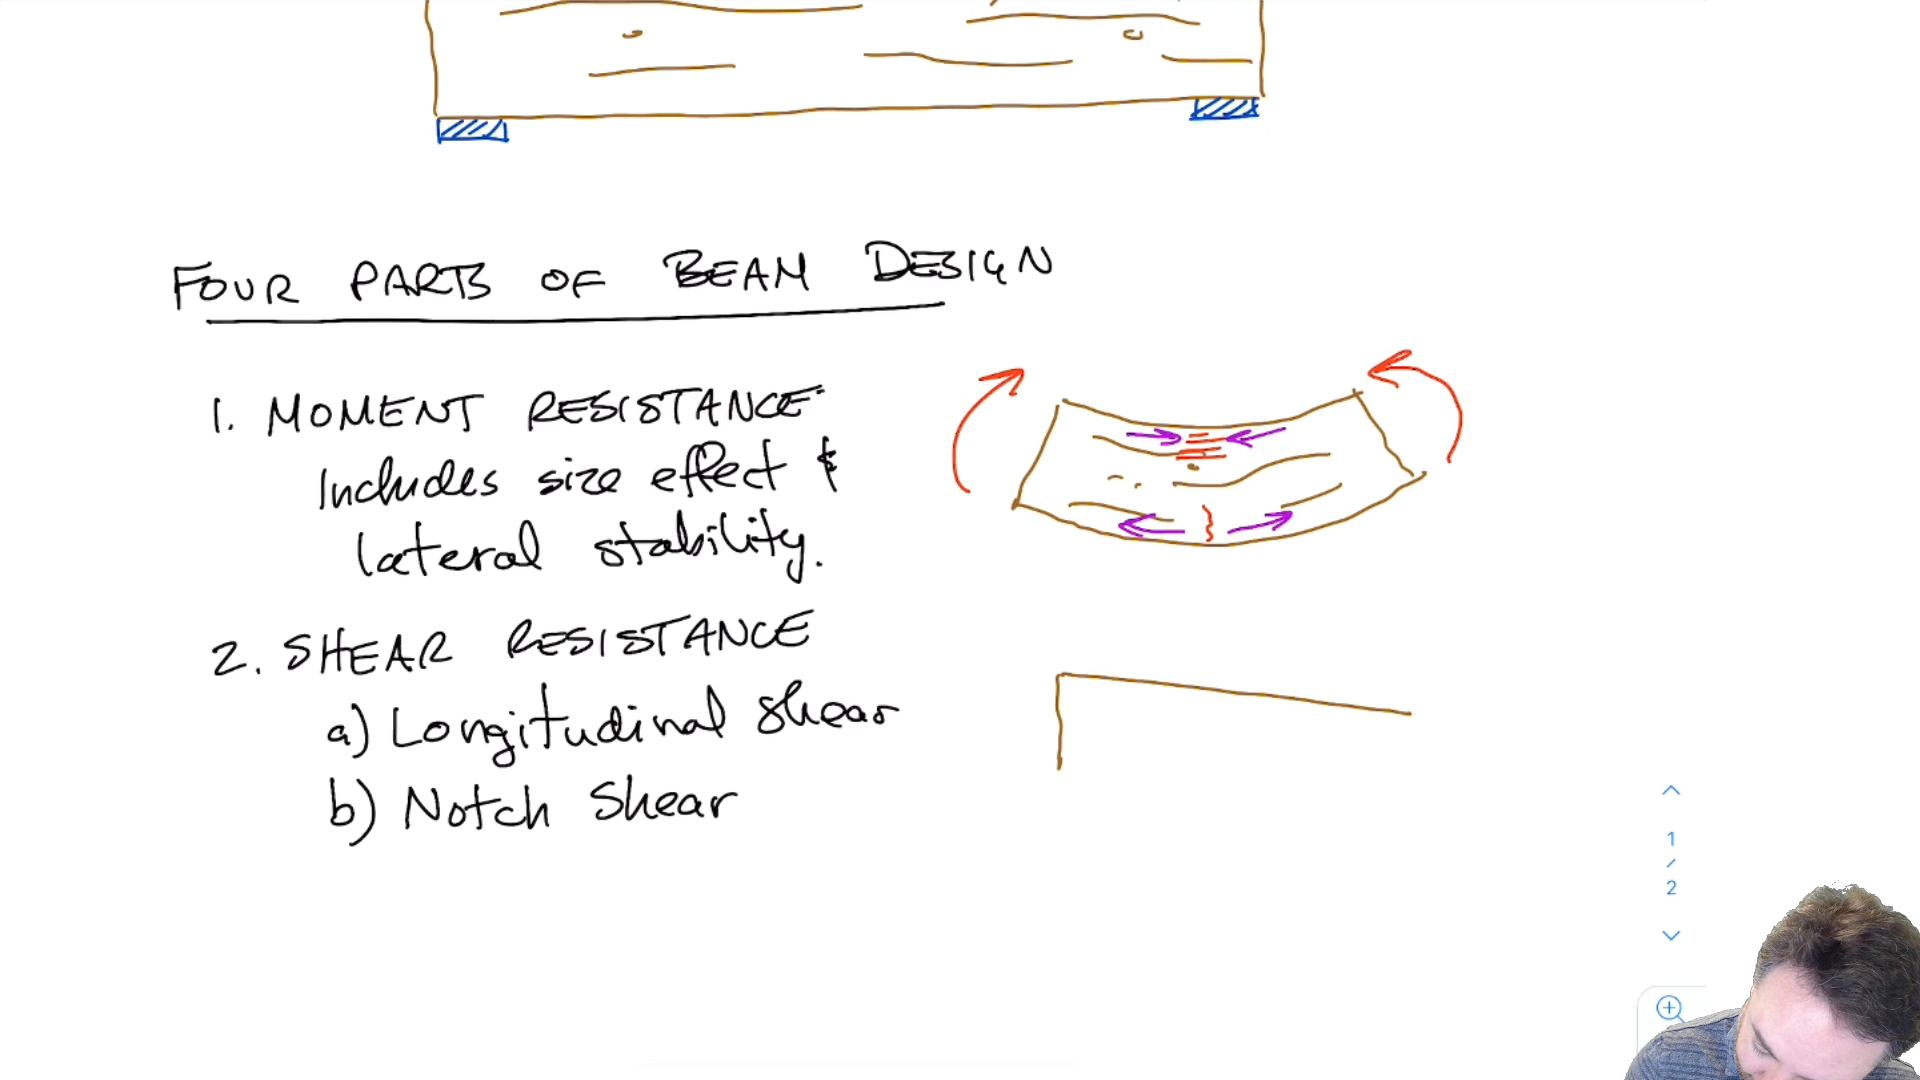 FOUR PARTS OF BEAM DESIGN
1. MOMENT RESISTANCE
Includes size effect &
lateral stability.
2. SHEAR RESISTANCE
a) Longitudinal shear
b) Notch Shear
1
/
2